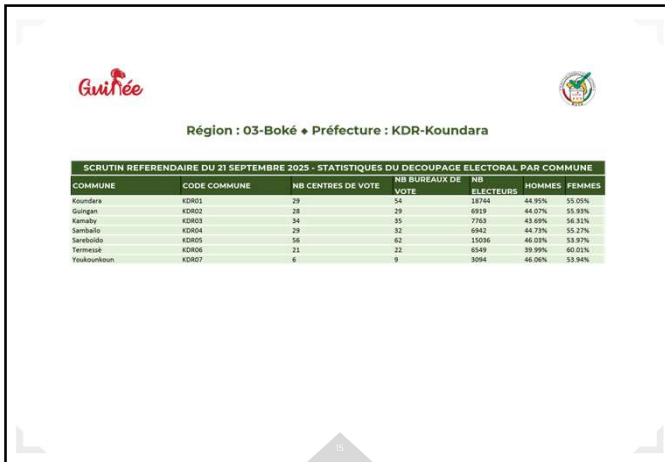 Guinée
Région : 03-Boké ◆ Préfecture : KDR-Koundara
SCRUTIN REFERENDAIRE DU 21 SEPTEMBRE 2025 - STATISTIQUES DU DECOUPAGE ELECTORAL PAR COMMUNE
COMMUNE CODE COMMUNE NB CENTRES DE VOTE NB BUREAUX DE VOTE NB ELECTEURS HOMMES FEMMES
Koundara KDR01 29 54 18744 44.95% 55.05%
Guingan KDR02 28 29 6919 44.07% 55.93%
Kamaby KDR03 34 35 7763 43.69% 56.31%
Sambailo KDR04 29 32 6942 44.73% 55.27%
Sareboido KDR05 56 62 15036 46.03% 53.97%
Termessè KDR06 21 22 6549 39.99% 60.01%
Youkounkoun KDR07 6 9 3094 46.06% 53.94%
15